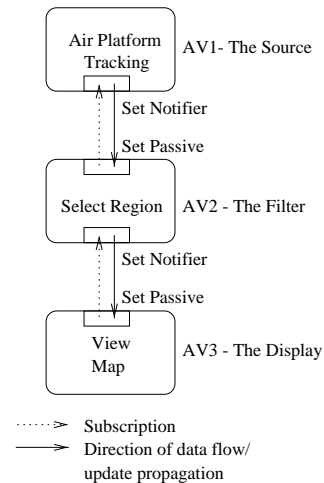 Air Platform
Tracking
AV1- The Source
Set Notifier
Set Passive
Select Region
AV2 - The Filter
Set Notifier
Set Passive
View
Map
AV3 - The Display
Subscription
Direction of data flow/
update propagation